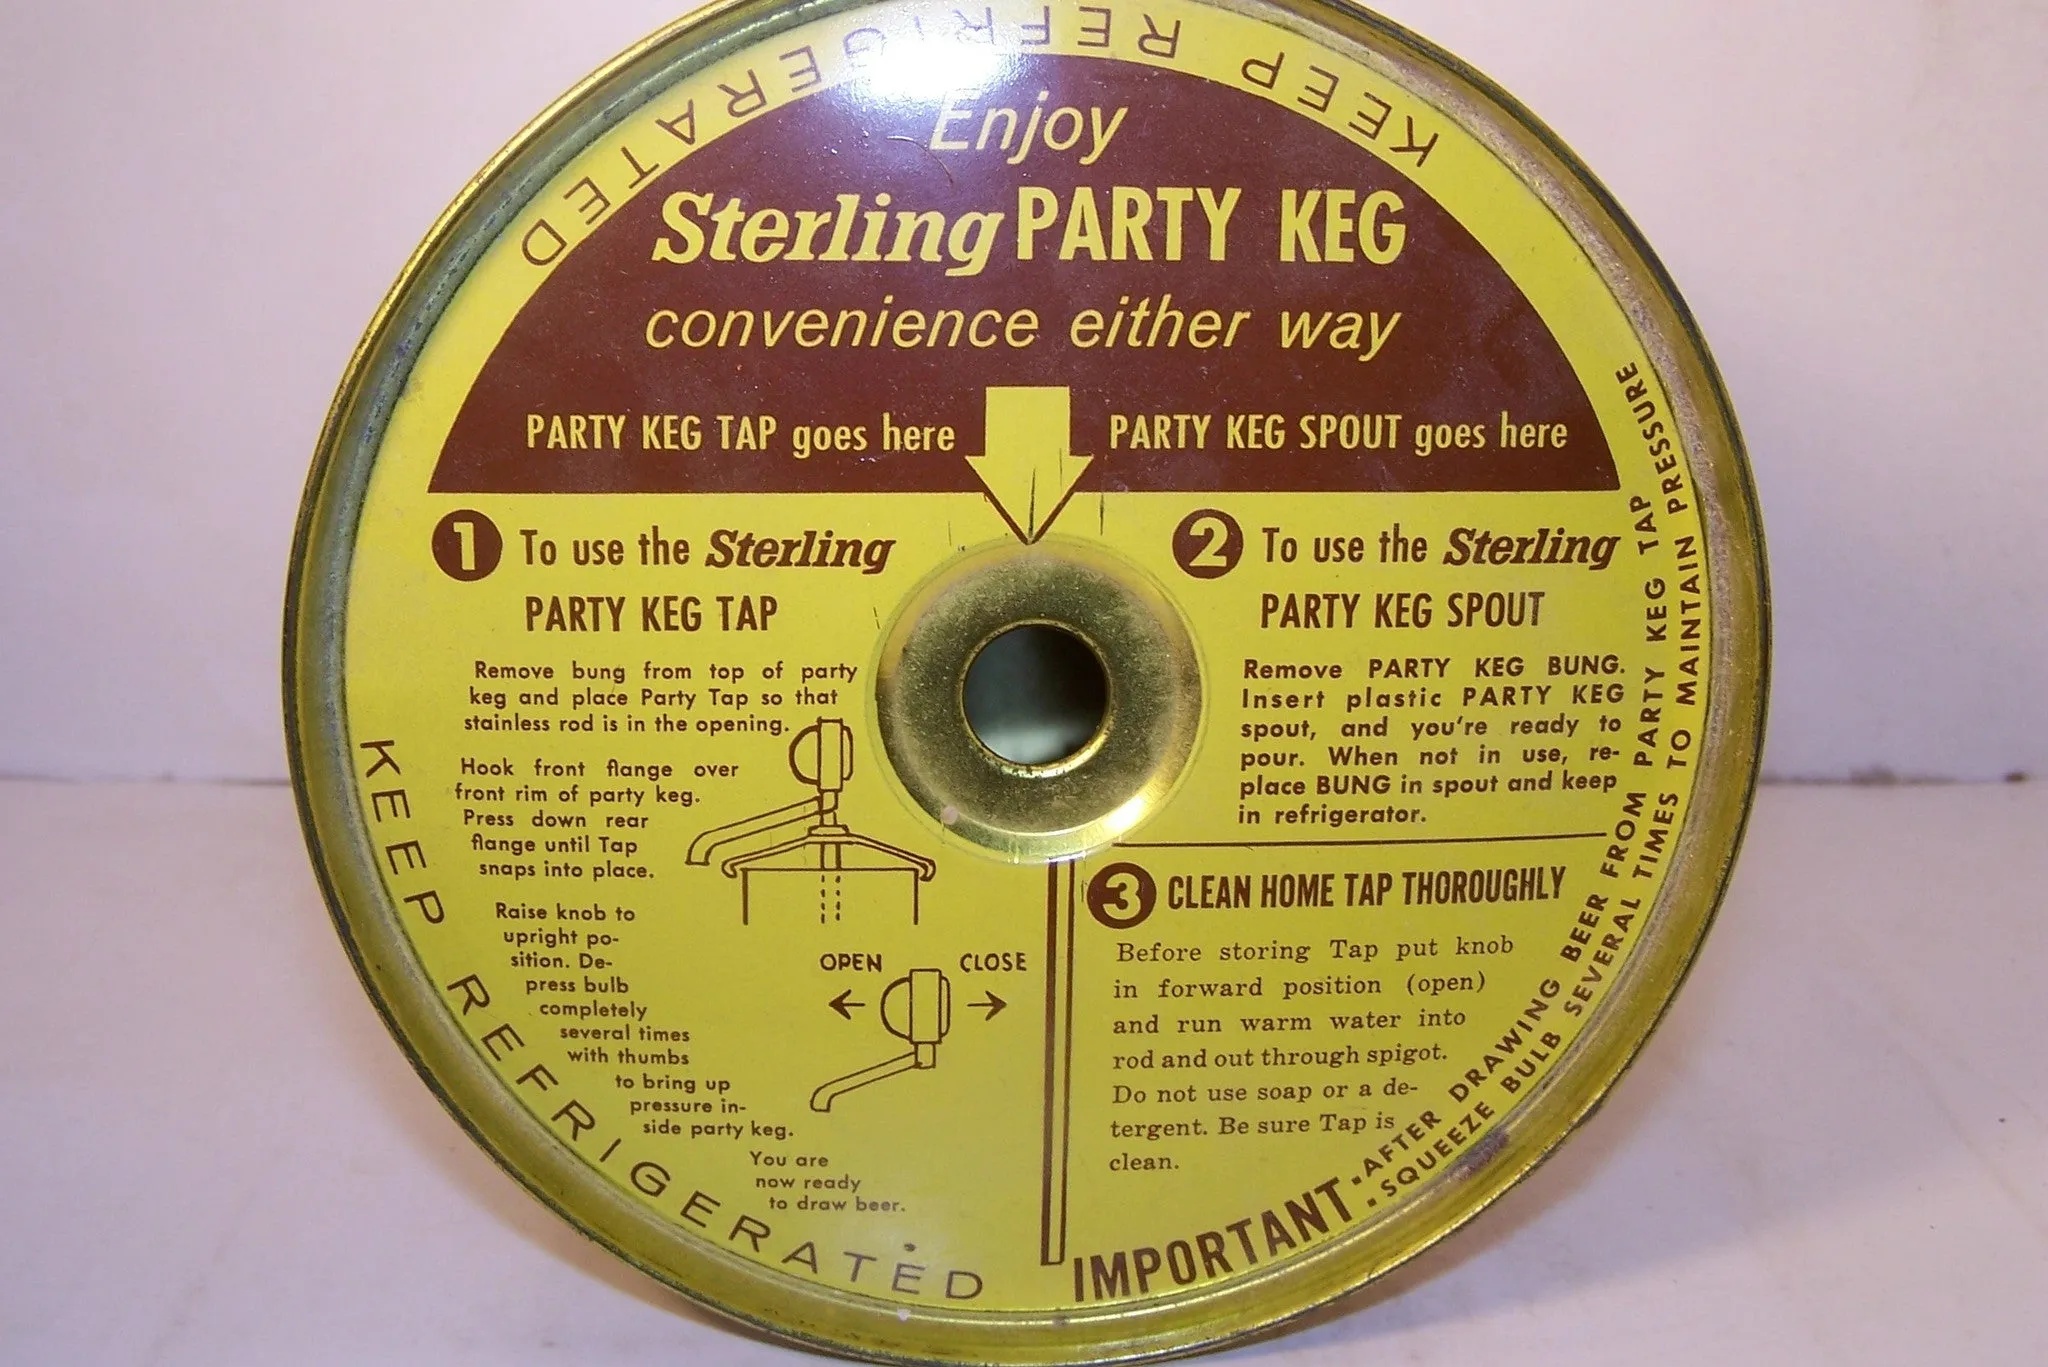 KEEP REFRIGERATED
Enjoy
Sterling PARTY KEG
convenience either way
PARTY KEG TAP goes here
PARTY KEG SPOUT goes here
1 To use the Sterling
PARTY KEG TAP
Remove bung from top of party
keg and place Party Tap so that
stainless rod is in the opening.
Hook front flange over
front rim of party keg.
Press down rear
flange until Tap
snaps into place.
Raise knob to
upright po-
sition. De-
press bulb
completely
several times
with thumbs
to bring up
pressure in-
side party keg.
You are
now ready
to draw beer.
OPEN CLOSE
2 To use the Sterling
PARTY KEG SPOUT
Remove PARTY KEG BUNG.
Insert plastic PARTY KEG
spout, and you're ready to
pour. When not in use, re-
place BUNG in spout and keep
in refrigerator.
3 CLEAN HOME TAP THOROUGHLY
Before storing Tap put knob
in forward position (open)
and run warm water into
rod and out through spigot.
Do not use soap or a de-
tergent. Be sure Tap is
clean.
KEEP REFRIGERATED
IMPORTANT: AFTER DRAWING BEER FROM PARTY KEG TAP
SQUEEZE BULB SEVERAL TIMES TO MAINTAIN PRESSURE